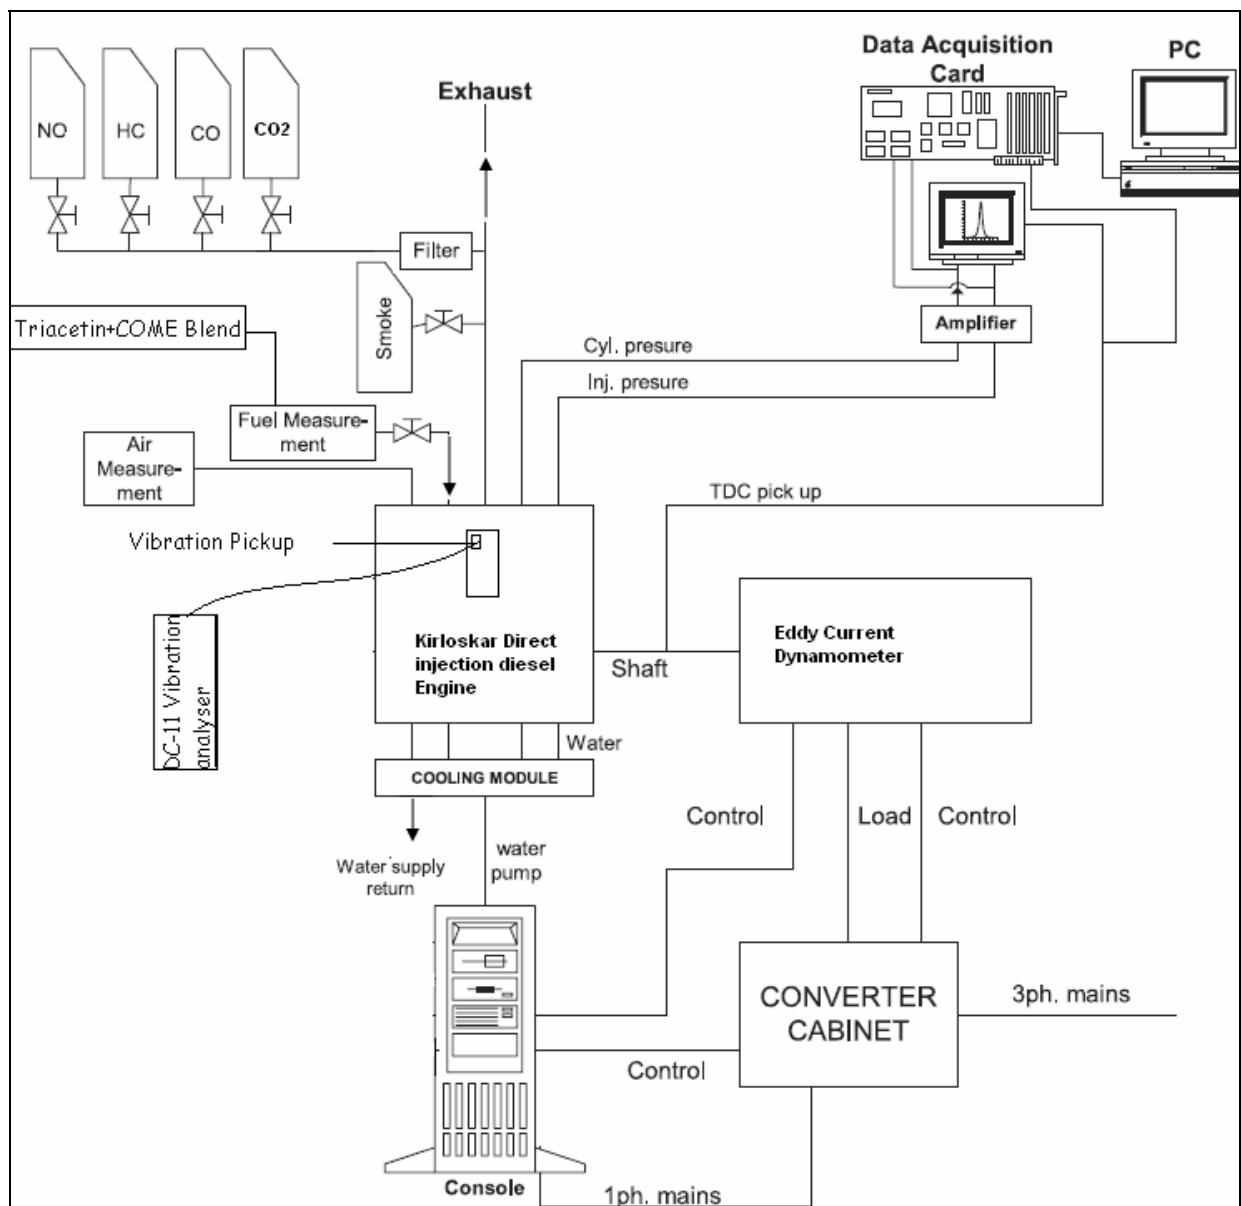 Data Acquisition
Card
PC
Exhaust
NO
HC
CO
CO2
Filter
Smoke
Triacetin+COME Blend
Amplifier
Cyl. presure
Inj. presure
Fuel Measure-
ment
Air
Measure-
ment
TDC pick up
Vibration Pickup
DC-11 Vibration
analyser
Kirloskar Direct
injection diesel
Engine
Shaft
Eddy Current
Dynamometer
Water
COOLING MODULE
Control
Load
Control
Water supply
return
water
pump
CONVERTER
CABINET
3ph. mains
Control
Console
1ph. mains